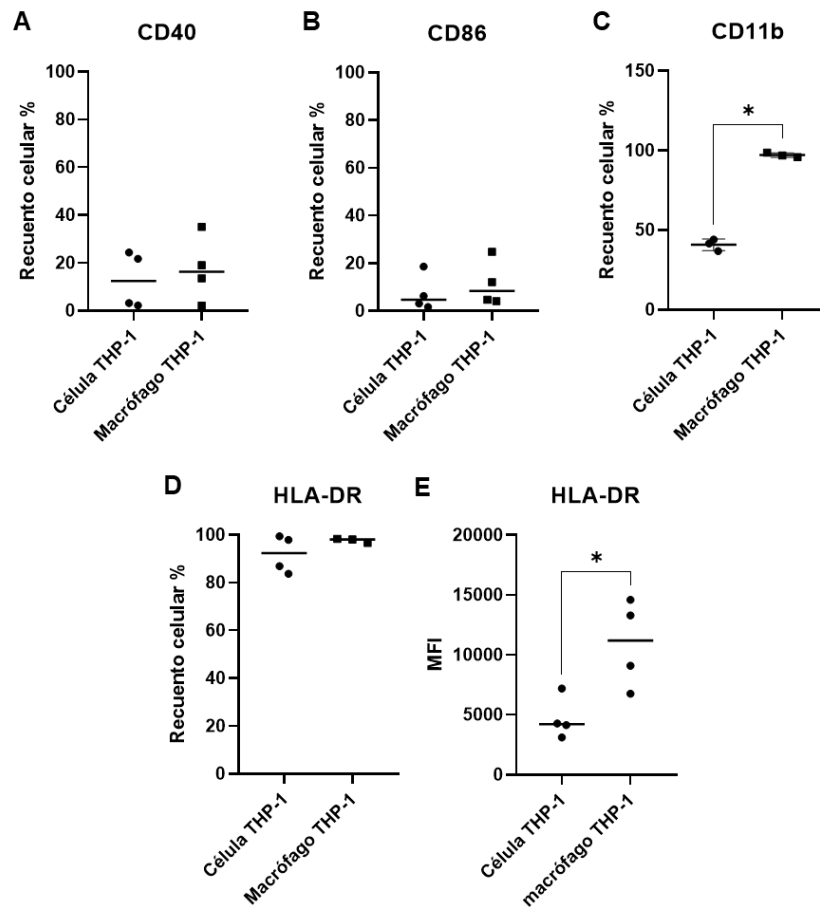 A
CD40
Recuento celular %
100
80
60
40
20
0
Célula THP-1
Macrófago THP-1
B
CD86
Recuento celular %
100
80
60
40
20
0
Célula THP-1
Macrófago THP-1
C
CD11b
Recuento celular %
150
100
50
0
*
Célula THP-1
Macrófago THP-1
D
HLA-DR
Recuento celular %
100
80
60
40
20
0
Célula THP-1
Macrófago THP-1
E
HLA-DR
MFI
20000
15000
10000
5000
0
*
Célula THP-1
macrófago THP-1